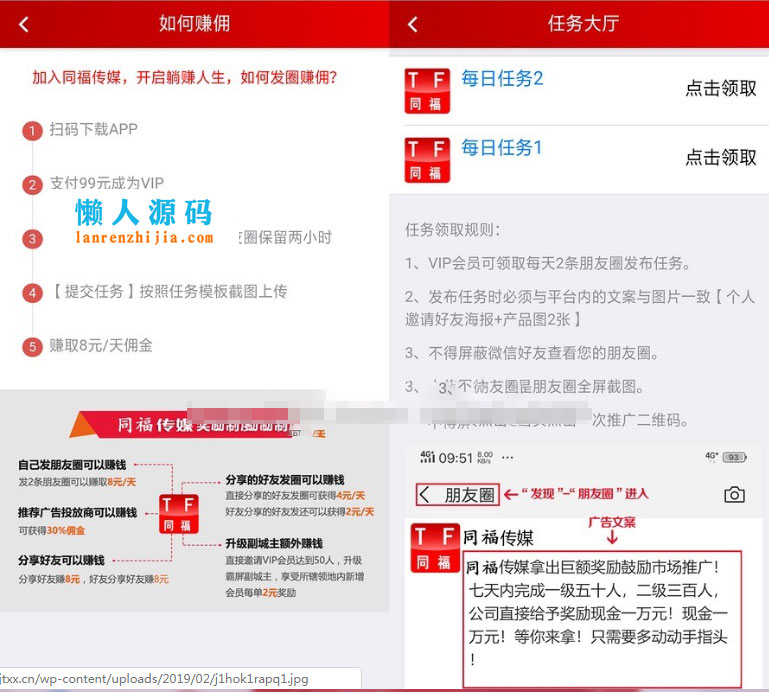 如何赚佣
加入同福传媒，开启躺赚人生，如何发圈赚佣？
1 扫码下载APP
2 支付99元成为VIP
懒人源码
lanrenzhijia.com
3 圈保留两小时
4 【提交任务】按照任务模板截图上传
5 赚取8元/天佣金
同福传媒奖励制
自己发朋友圈可以赚钱
发2条朋友圈可以赚取8元/天
推荐广告投放商可以赚钱
可获得30%佣金
分享好友可以赚钱
分享好友赚8元，好友分享好友赚8元
T F
同 福
分享的好友发圈可以赚钱
直接分享的好友发圈可获得4元/天
好友分享的好友发还可以获得2元/天
升级副城主额外赚钱
直接邀请VIP会员达到50人，升级
霸屏副城主，享受所辖领地内新增
会员每单2元奖励
jtxx.cn/wp-content/uploads/2019/02/j1hok1rapq1.jpg
任务大厅
T F
同 福
每日任务2
点击领取
T F
同 福
每日任务1
点击领取
任务领取规则：
1、VIP会员可领取每天2条朋友圈发布任务。
2、发布任务时必须与平台内的文案与图片一致【个人
邀请好友海报+产品图2张】
3、不得屏蔽微信好友查看您的朋友圈。
3、朋友圈全屏截图。
一次推广二维码。
4G 09:51 8.00 KB/s ···
4G+ 93
朋友圈
“发现”–“朋友圈”进入
广告文案
T F
同 福
同福传媒
同福传媒拿出巨额奖励鼓励市场推广！
七天内完成一级五十人，二级三百人，
公司直接给予奖励现金一万元！现金一
万元！等你来拿！只需要多动动手指头
！